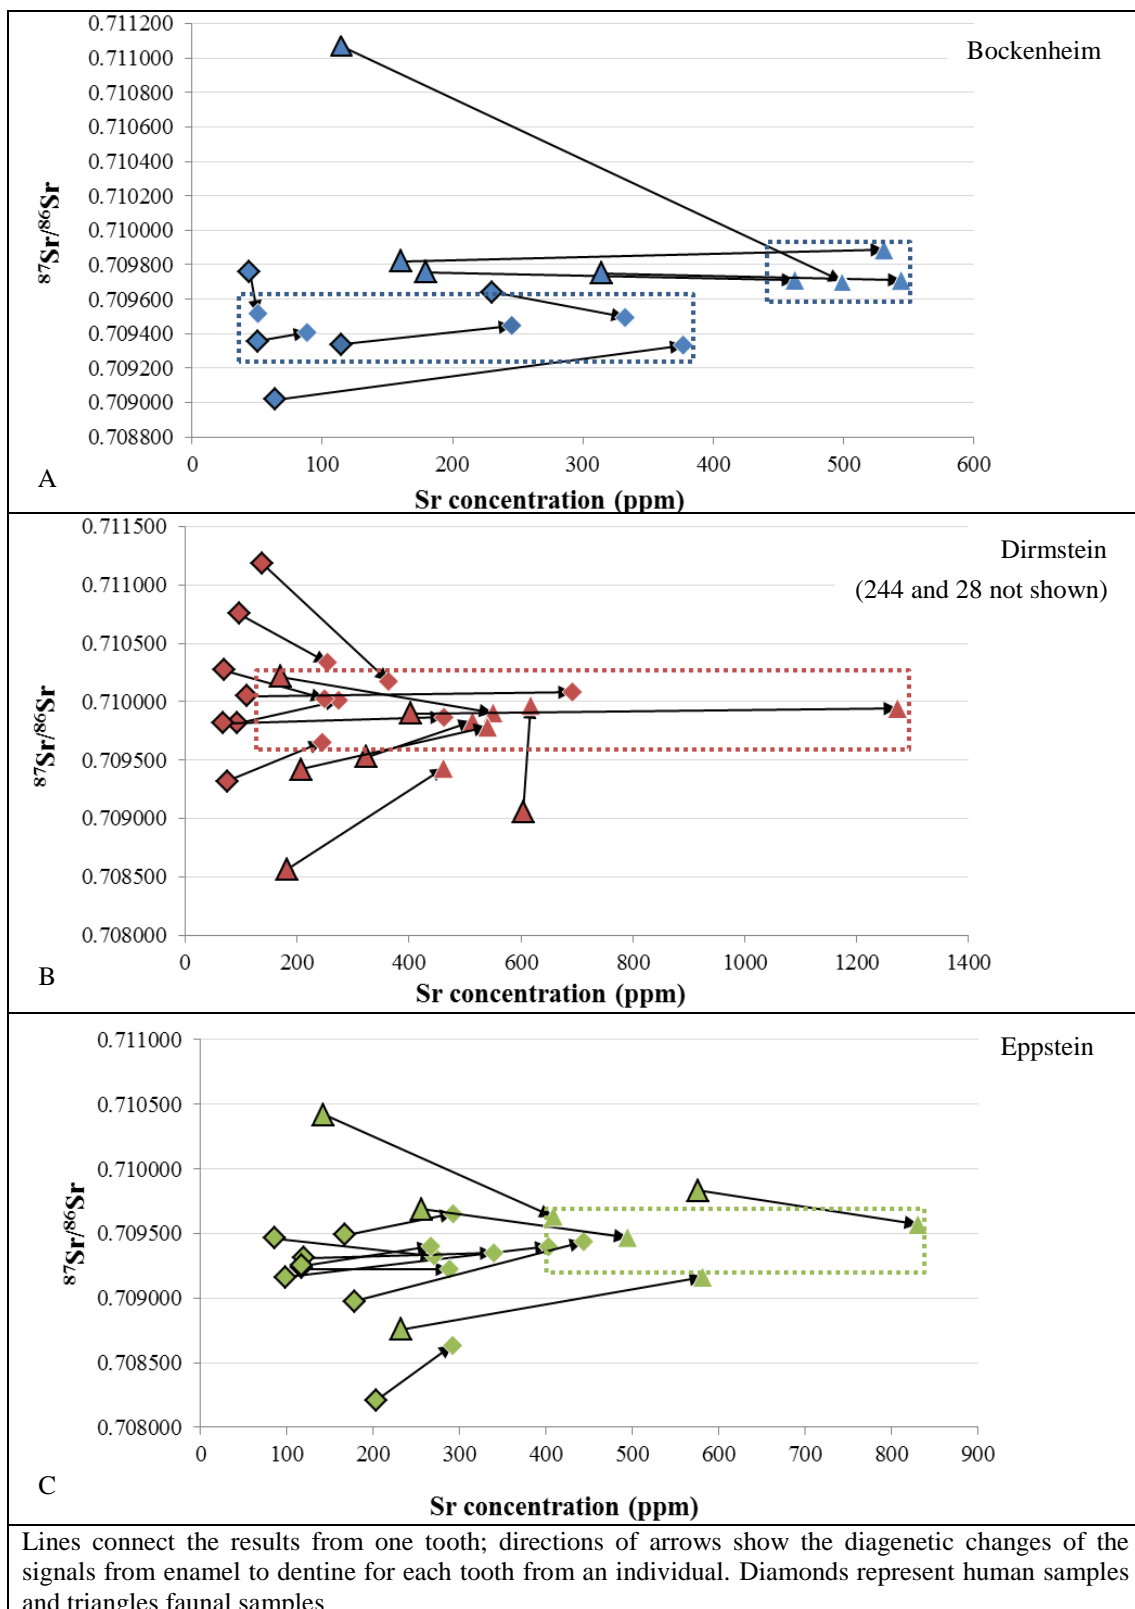 0.711200
0.711000
0.710800
0.710600
0.710400
0.710200
0.710000
0.709800
0.709600
0.709400
0.709200
0.709000
0.708800
⁸⁷Sr/⁸⁶Sr
Bockenheim
0 100 200 300 400 500 600
A
Sr concentration (ppm)
0.711500
0.711000
0.710500
0.710000
0.709500
0.709000
0.708500
0.708000
⁸⁷Sr/⁸⁶Sr
Dirmstein
(244 and 28 not shown)
0 200 400 600 800 1000 1200 1400
B
Sr concentration (ppm)
0.711000
0.710500
0.710000
0.709500
0.709000
0.708500
0.708000
⁸⁷Sr/⁸⁶Sr
Eppstein
0 100 200 300 400 500 600 700 800 900
C
Sr concentration (ppm)
Lines connect the results from one tooth; directions of arrows show the diagenetic changes of the
signals from enamel to dentine for each tooth from an individual. Diamonds represent human samples
and triangles faunal samples